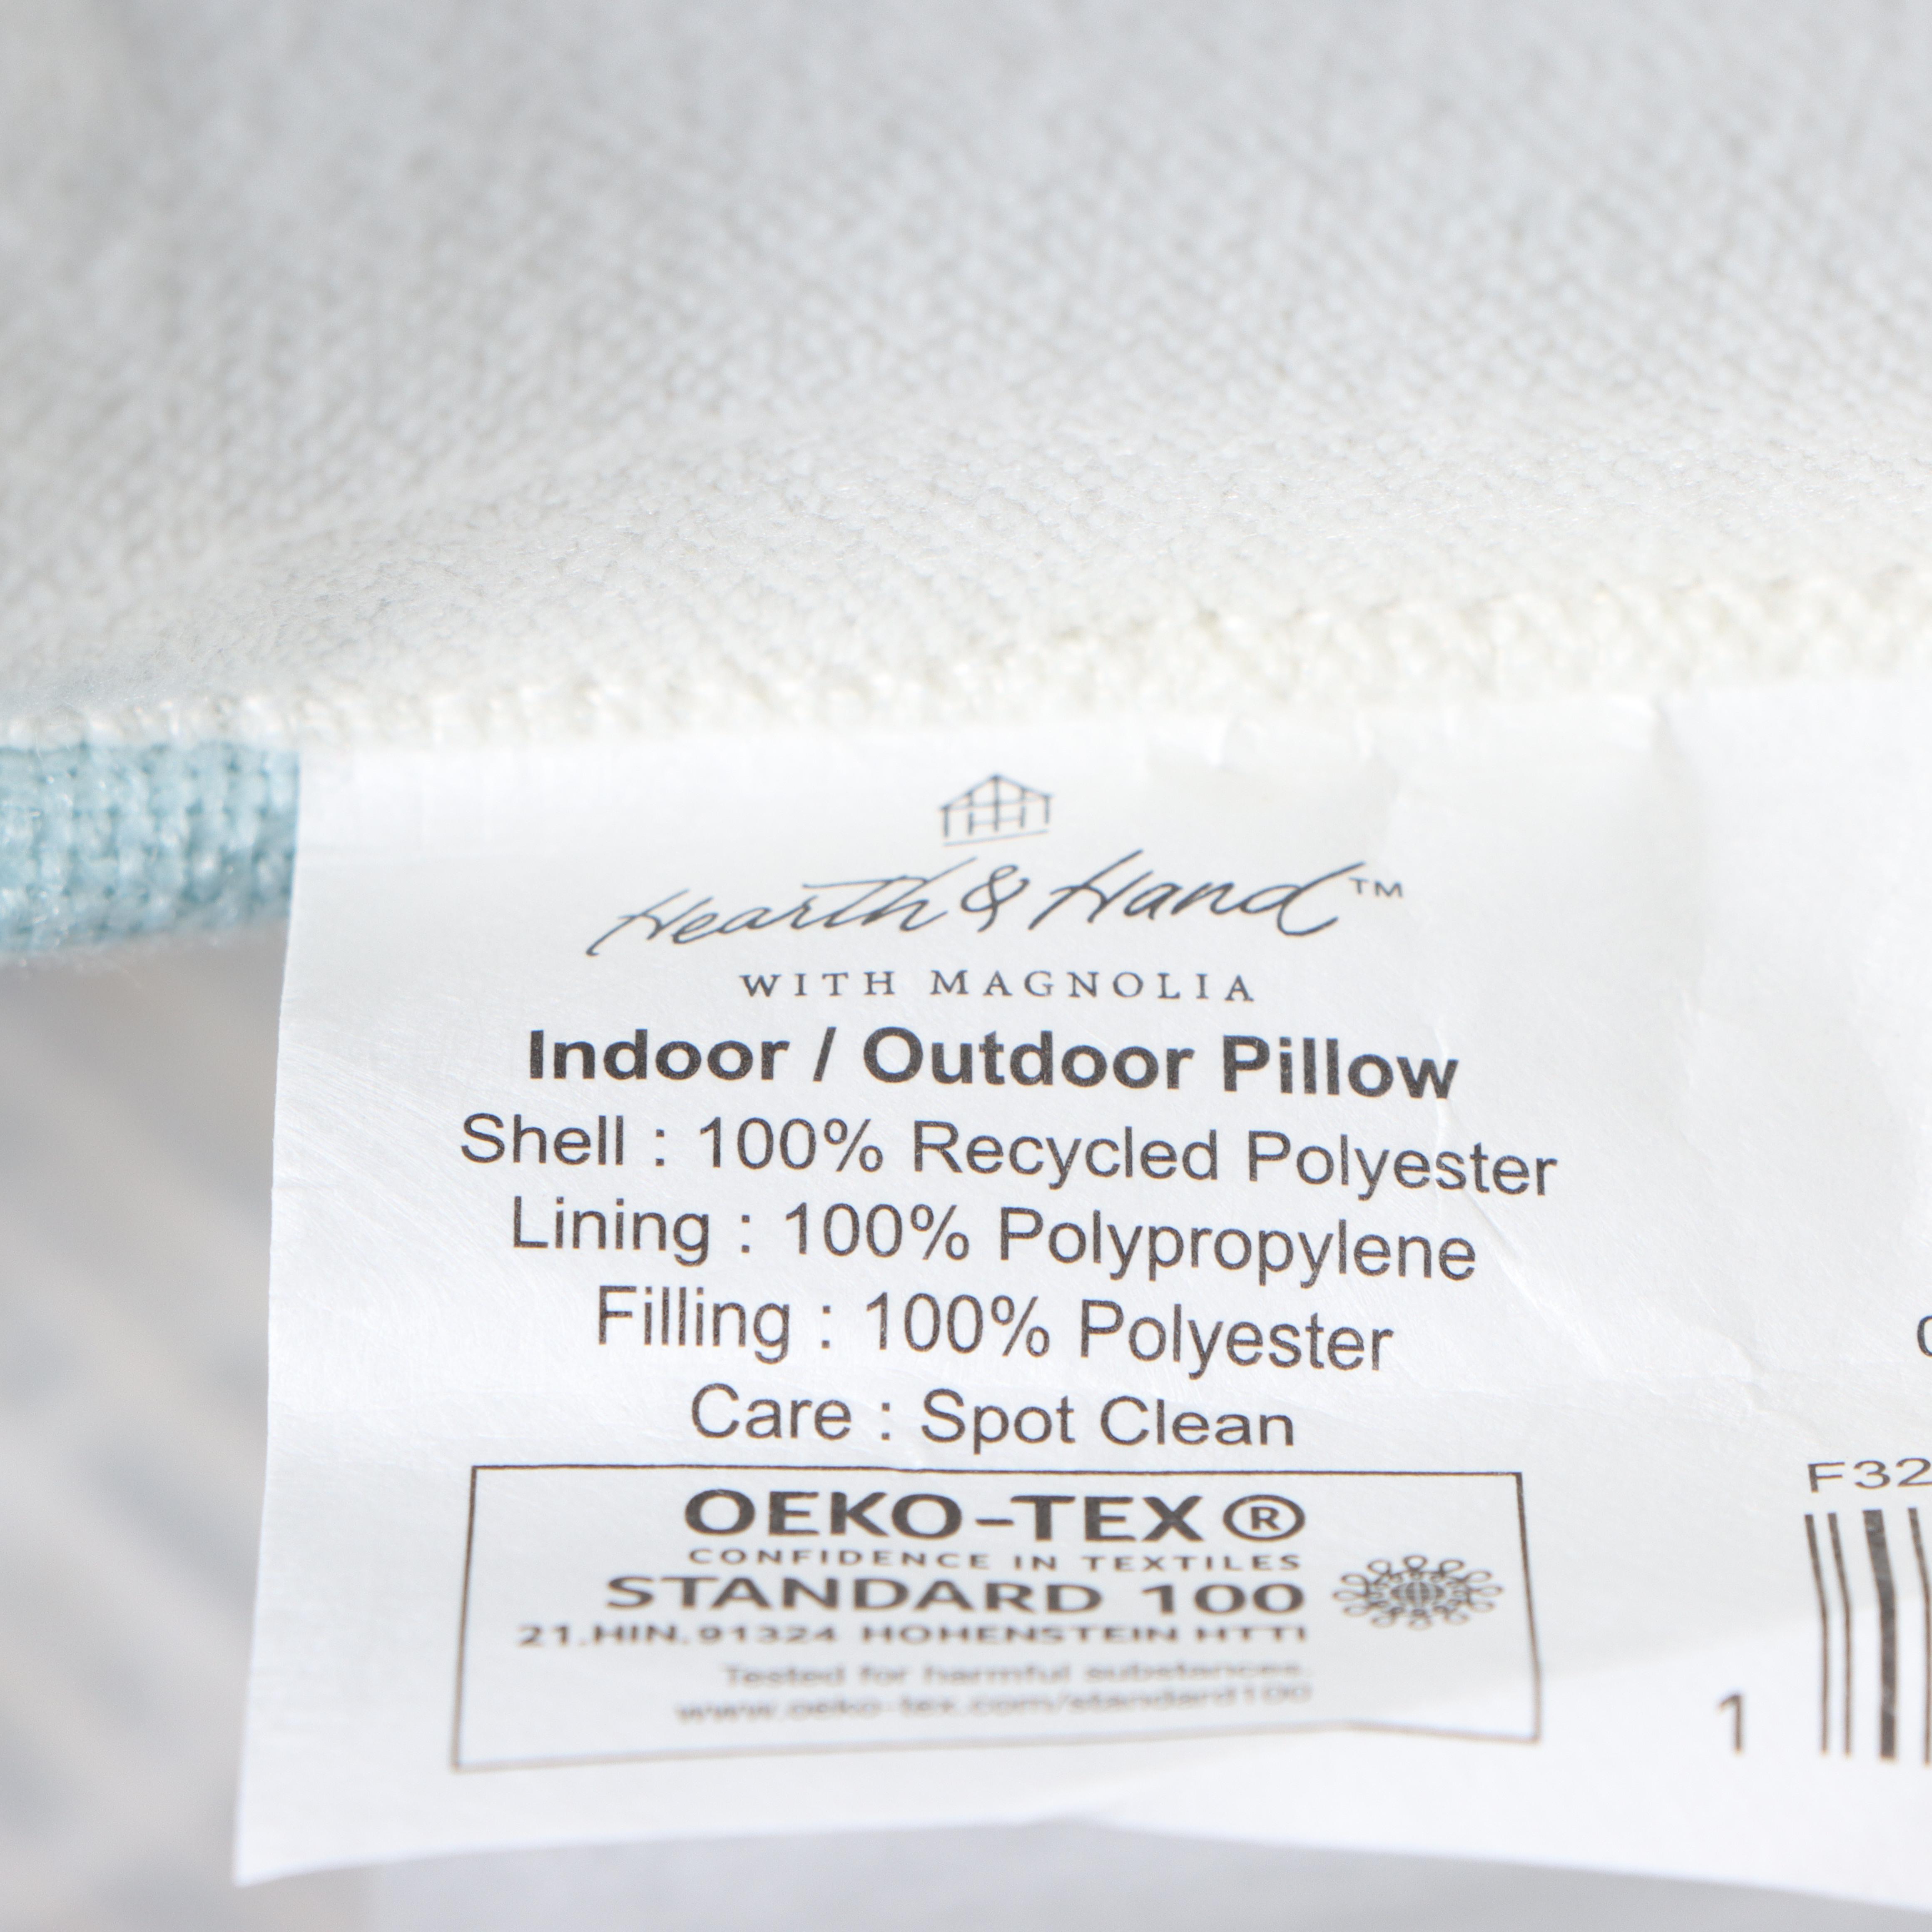 Hearth & Hand™
WITH MAGNOLIA
Indoor / Outdoor Pillow
Shell : 100% Recycled Polyester
Lining : 100% Polypropylene
Filling : 100% Polyester
Care : Spot Clean
OEKO-TEX®
CONFIDENCE IN TEXTILES
STANDARD 100
21.HIN.91324 HOHENSTEIN HTTI
Tested for harmful substances.
www.oeko-tex.com/standard100
F32
1